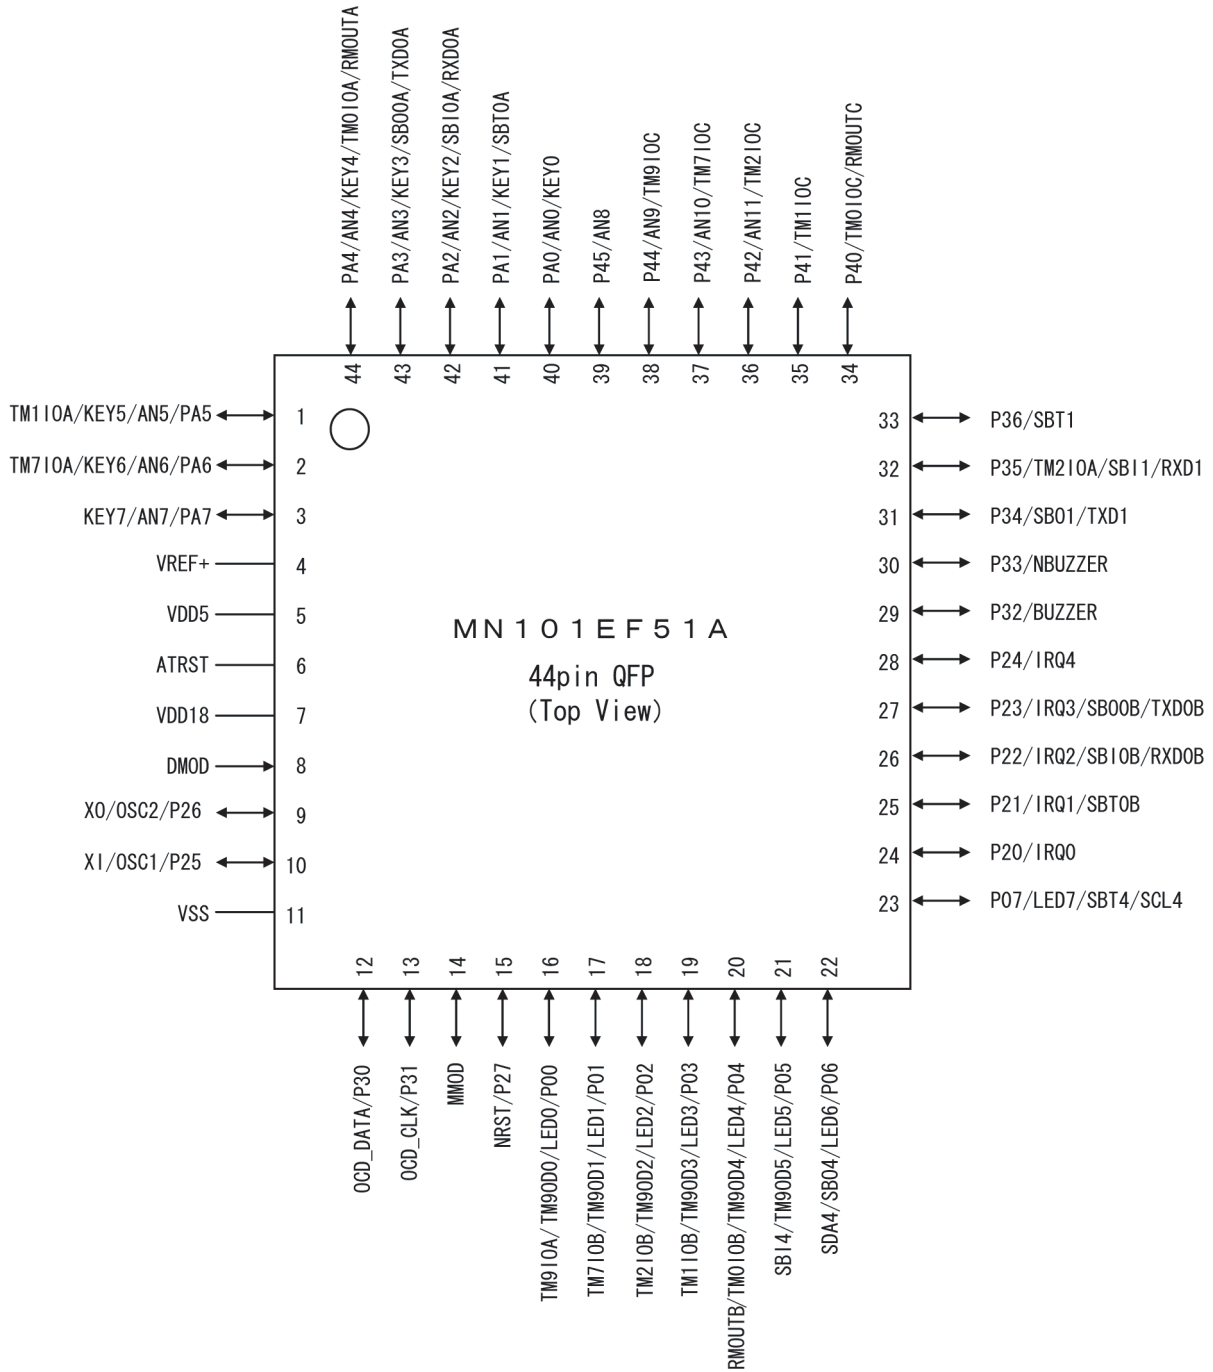 PA4/AN4/KEY4/TM0IOA/RMOUTA
PA3/AN3/KEY3/SBO0A/TXD0A
PA2/AN2/KEY2/SBI0A/RXD0A
PA1/AN1/KEY1/SBT0A
PA0/AN0/KEY0
P45/AN8
P44/AN9/TM9IOC
P43/AN10/TM7IOC
P42/AN11/TM2IOC
P41/TM1IOC
P40/TM0IOC/RMOUTC
44
43
42
41
40
39
38
37
36
35
34
TM1IOA/KEY5/AN5/PA5
1
TM7IOA/KEY6/AN6/PA6
2
KEY7/AN7/PA7
3
VREF+
4
VDD5
5
ATRST
6
VDD18
7
DMOD
8
XO/OSC2/P26
9
XI/OSC1/P25
10
VSS
11
MN101EF51A
44pin QFP
(Top View)
33
P36/SBT1
32
P35/TM2IOA/SBI1/RXD1
31
P34/SBO1/TXD1
30
P33/NBUZZER
29
P32/BUZZER
28
P24/IRQ4
27
P23/IRQ3/SBO0B/TXD0B
26
P22/IRQ2/SBI0B/RXD0B
25
P21/IRQ1/SBT0B
24
P20/IRQ0
23
P07/LED7/SBT4/SCL4
12
13
14
15
16
17
18
19
20
21
22
OCD_DATA/P30
OCD_CLK/P31
MMOD
NRST/P27
TM9IOA/TM9OD0/LED0/P00
TM7IOB/TM9OD1/LED1/P01
TM2IOB/TM9OD2/LED2/P02
TM1IOB/TM9OD3/LED3/P03
RMOUTB/TM0IOB/TM9OD4/LED4/P04
SBI4/TM9OD5/LED5/P05
SDA4/SBO4/LED6/P06